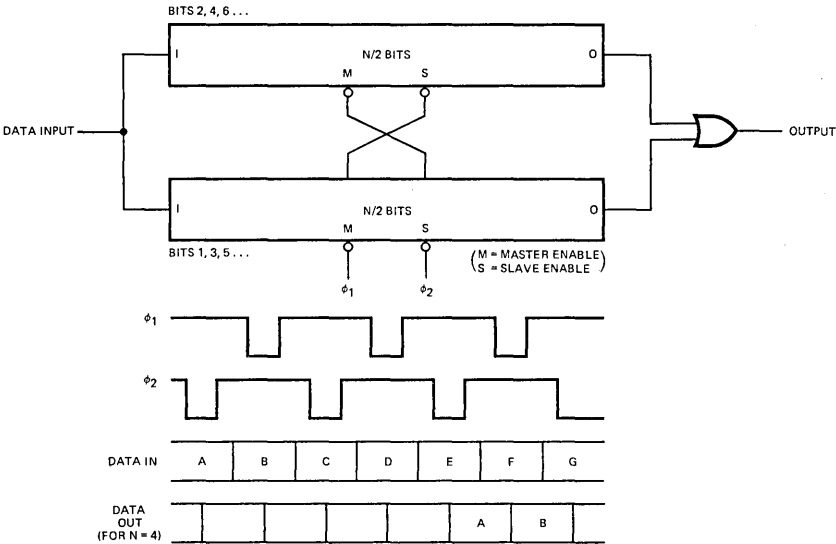 BITS 2, 4, 6 . . .
I N/2 BITS O
M S
DATA INPUT
OUTPUT
I N/2 BITS O
M S
BITS 1, 3, 5 . . .
(M = MASTER ENABLE)
(S = SLAVE ENABLE)
ϕ1 ϕ2
ϕ1
ϕ2
DATA IN A B C D E F G
DATA
OUT
(FOR N = 4)
A B